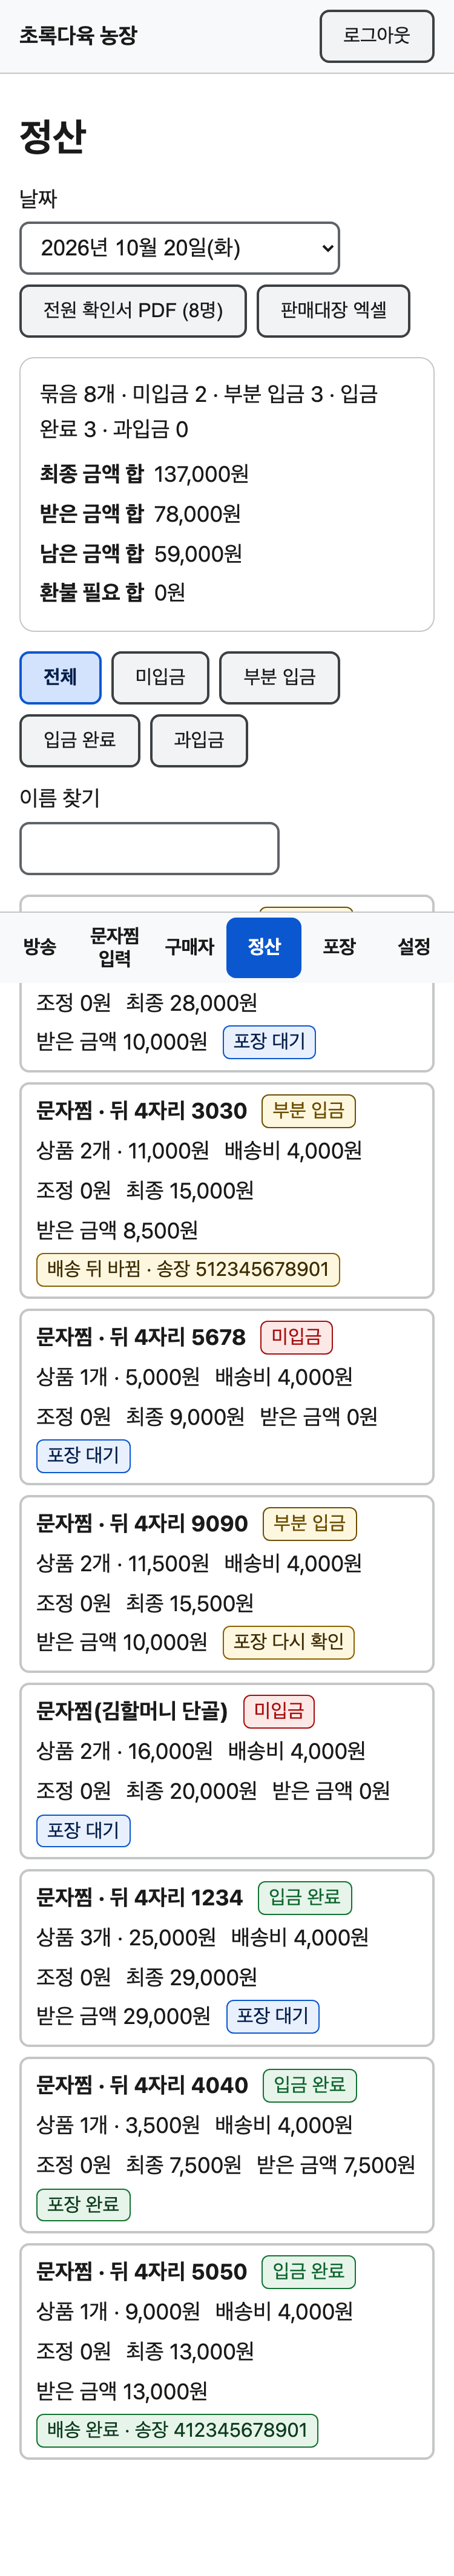 초록다육 농장
로그아웃
정산
날짜
2026년 10월 20일(화)
전원 확인서 PDF (8명)
판매대장 엑셀
묶음 8개 · 미입금 2 · 부분 입금 3 · 입금
완료 3 · 과입금 0
최종 금액 합 137,000원
받은 금액 합 78,000원
남은 금액 합 59,000원
환불 필요 합 0원
전체
미입금
부분 입금
입금 완료
과입금
이름 찾기
방송
문자찜
입력
구매자
정산
포장
설정
조정 0원 최종 28,000원
받은 금액 10,000원 포장 대기
문자찜 · 뒤 4자리 3030 부분 입금
상품 2개 · 11,000원 배송비 4,000원
조정 0원 최종 15,000원
받은 금액 8,500원
배송 뒤 바뀜 · 송장 512345678901
문자찜 · 뒤 4자리 5678 미입금
상품 1개 · 5,000원 배송비 4,000원
조정 0원 최종 9,000원 받은 금액 0원
포장 대기
문자찜 · 뒤 4자리 9090 부분 입금
상품 2개 · 11,500원 배송비 4,000원
조정 0원 최종 15,500원
받은 금액 10,000원 포장 다시 확인
문자찜(김할머니 단골) 미입금
상품 2개 · 16,000원 배송비 4,000원
조정 0원 최종 20,000원 받은 금액 0원
포장 대기
문자찜 · 뒤 4자리 1234 입금 완료
상품 3개 · 25,000원 배송비 4,000원
조정 0원 최종 29,000원
받은 금액 29,000원 포장 대기
문자찜 · 뒤 4자리 4040 입금 완료
상품 1개 · 3,500원 배송비 4,000원
조정 0원 최종 7,500원 받은 금액 7,500원
포장 완료
문자찜 · 뒤 4자리 5050 입금 완료
상품 1개 · 9,000원 배송비 4,000원
조정 0원 최종 13,000원
받은 금액 13,000원
배송 완료 · 송장 412345678901